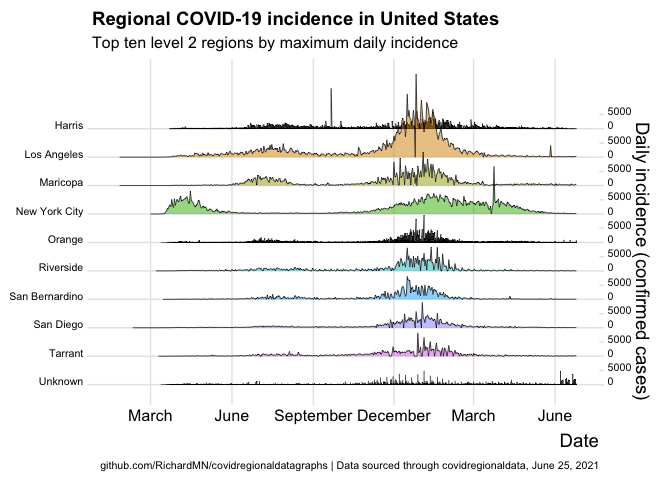 Regional COVID-19 incidence in United States
Top ten level 2 regions by maximum daily incidence
Harris
5000
0
Los Angeles
5000
0
Maricopa
5000
0
New York City
5000
0
Orange
5000
0
Riverside
5000
0
San Bernardino
5000
0
San Diego
5000
0
Tarrant
5000
0
Unknown
5000
0
Daily incidence (confirmed cases)
March June September December March June
Date
github.com/RichardMN/covidregionaldatagraphs | Data sourced through covidregionaldata, June 25, 2021